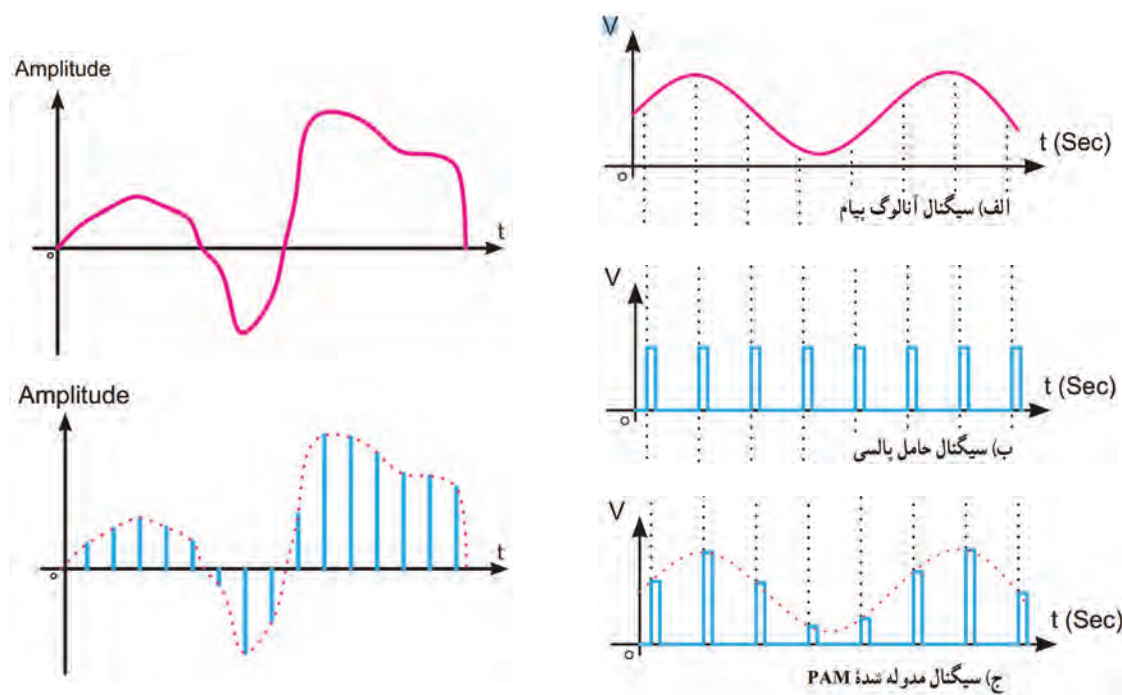 Amplitude
t
o
Amplitude
t
o
V
t (Sec)
o
الف) سیگنال آنالوگ پیام
V
t (Sec)
o
ب) سیگنال حامل پالسی
V
t (Sec)
o
ج) سیگنال مدوله شدهٔ PAM